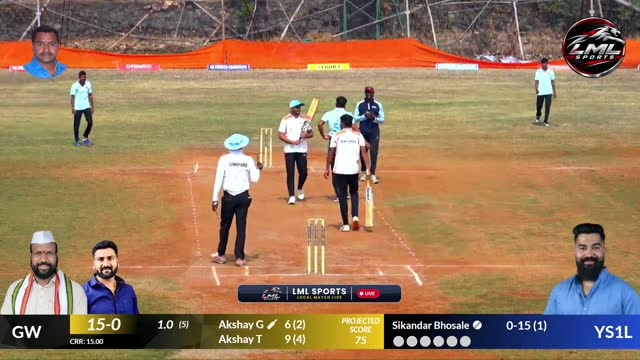 LML
SPORTS
FOUR
UMPIRE
LML SPORTS
LOCAL MATCH LIVE
LIVE
GW
15-0
1.0 (5)
CRR: 15.00
Akshay G 6 (2)
Akshay T 9 (4)
PROJECTED
SCORE
75
Sikandar Bhosale 0-15 (1)
YS1L